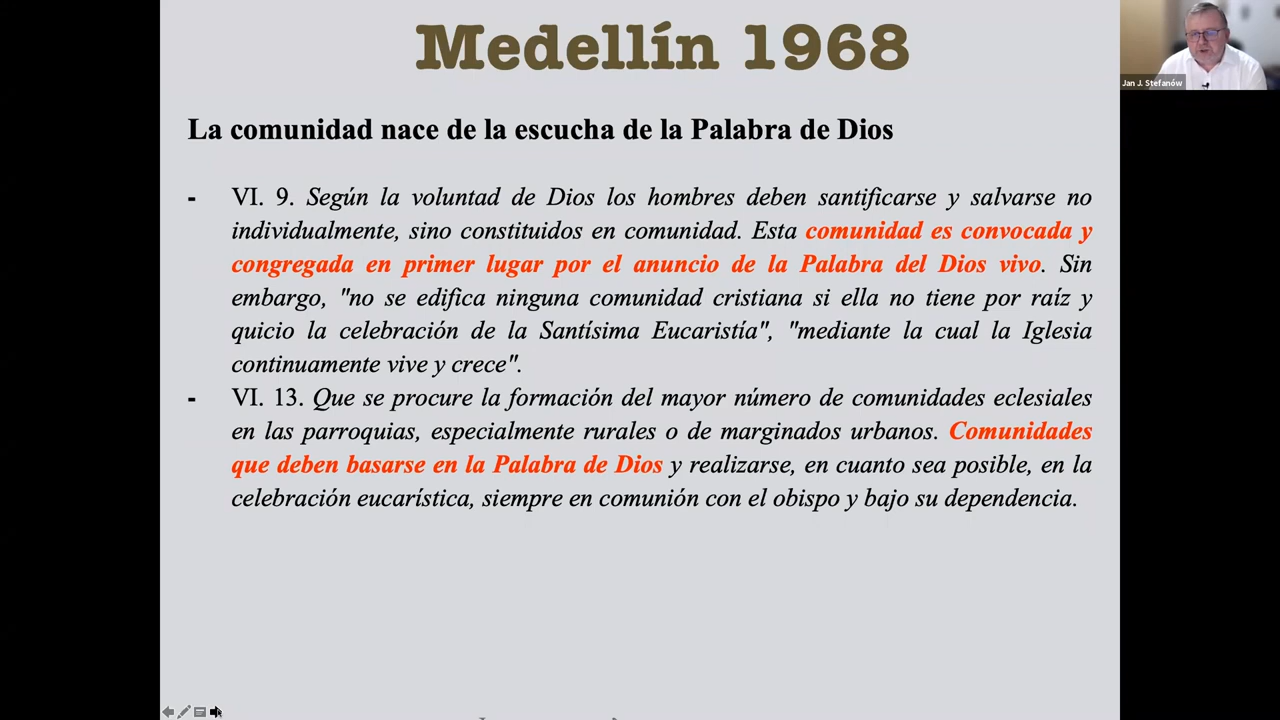 Medellín 1968
Jan J. Stefanów
La comunidad nace de la escucha de la Palabra de Dios
- VI. 9. Según la voluntad de Dios los hombres deben santificarse y salvarse no
individualmente, sino constituidos en comunidad. Esta comunidad es convocada y
congregada en primer lugar por el anuncio de la Palabra del Dios vivo. Sin
embargo, "no se edifica ninguna comunidad cristiana si ella no tiene por raíz y
quicio la celebración de la Santísima Eucaristía", "mediante la cual la Iglesia
continuamente vive y crece".
- VI. 13. Que se procure la formación del mayor número de comunidades eclesiales
en las parroquias, especialmente rurales o de marginados urbanos. Comunidades
que deben basarse en la Palabra de Dios y realizarse, en cuanto sea posible, en la
celebración eucarística, siempre en comunión con el obispo y bajo su dependencia.